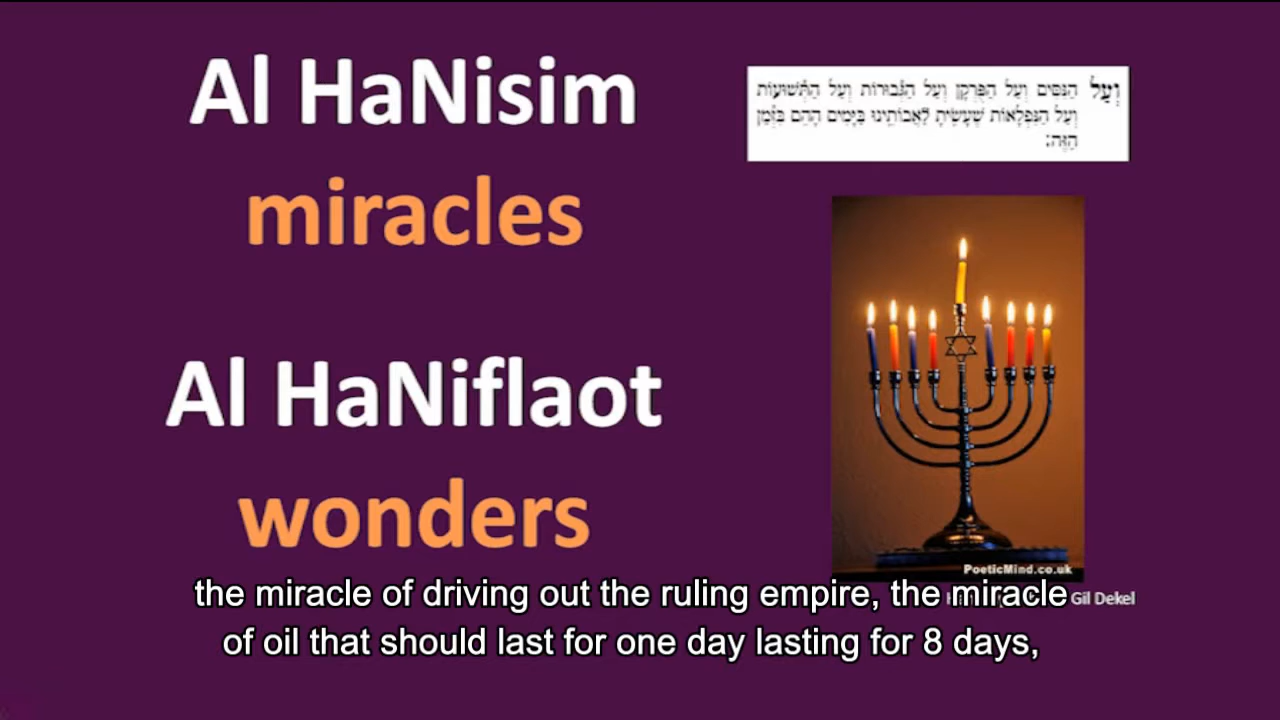 Al HaNisim
miracles
Al HaNiflaot
wonders
וְעַל הַנִּסִּים וְעַל הַפֻּרְקָן וְעַל הַגְּבוּרוֹת וְעַל הַתְּשׁוּעוֹת
וְעַל הַנִּפְלָאוֹת שֶׁעָשִׂיתָ לַאֲבוֹתֵינוּ בַּיָּמִים הָהֵם בַּזְּמַן
הַזֶּה:
PoeticMind.co.uk
Gil Dekel
the miracle of driving out the ruling empire, the miracle
of oil that should last for one day lasting for 8 days,